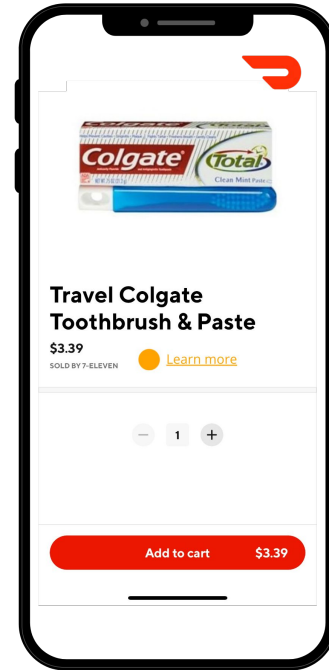 Colgate Total
Clean Mint Paste
Travel Colgate
Toothbrush & Paste
$3.39
SOLD BY 7-ELEVEN
Learn more
1
Add to cart $3.39